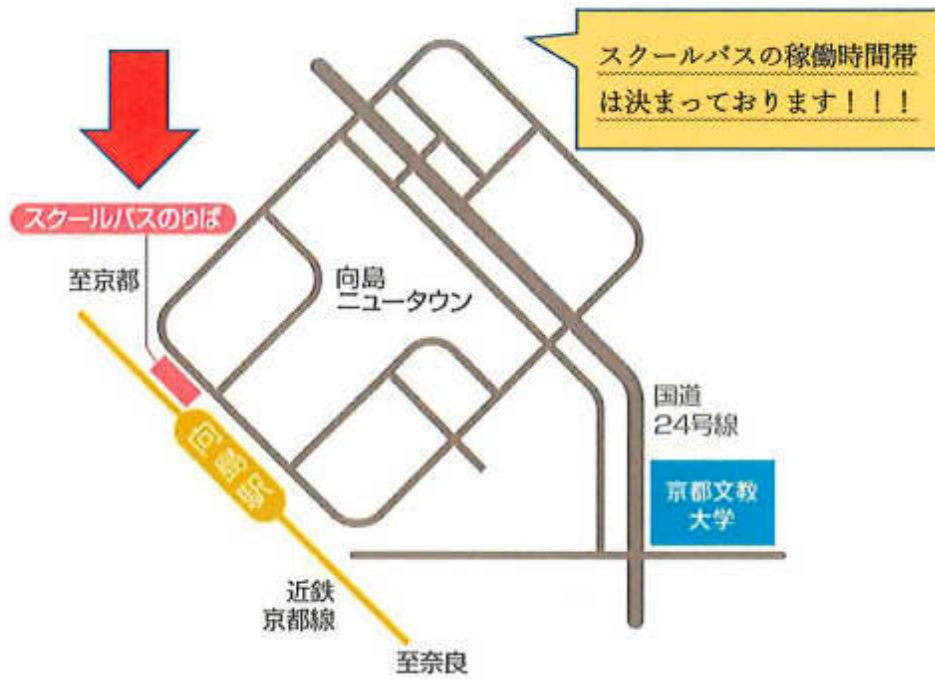 スクールバスの稼働時間帯
は決まっております！！！
スクールバスのりば
至京都
向島
ニュータウン
国道
24号線
京都文教
大学
向島駅
近鉄
京都線
至奈良